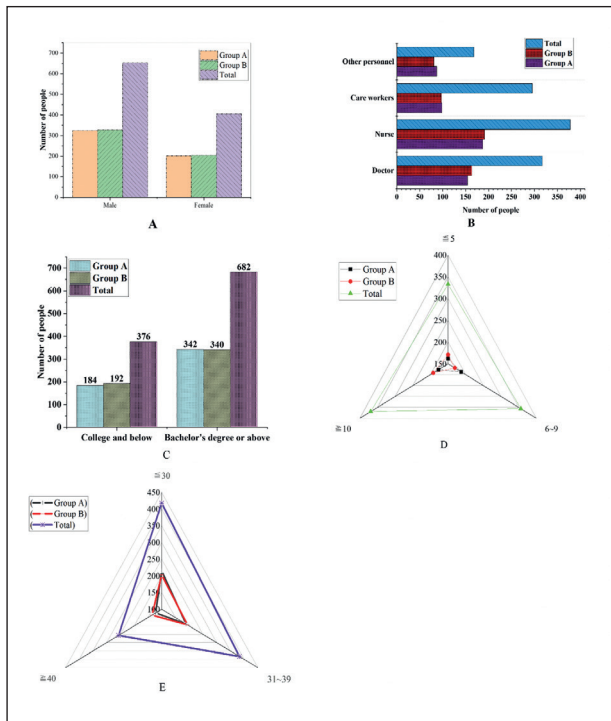 700
600
500
400
300
200
100
0
Number of people
Group A
Group B
Total
Male
Female
A
Total
Group B
Group A
Other personnel
Care workers
Nurse
Doctor
0 50 100 150 200 250 300 350 400
Number of people
B
700
600
500
400
300
200
100
0
Number of people
Group A
Group B
Total
184
192
376
342
340
682
College and below
Bachelor's degree or above
C
≦5
Group A
Group B
Total
400
350
300
250
200
150
≧10
6~9
D
≦30
(Group A)
(Group B)
(Total)
450
400
350
300
250
200
150
100
≧40
31~39
E